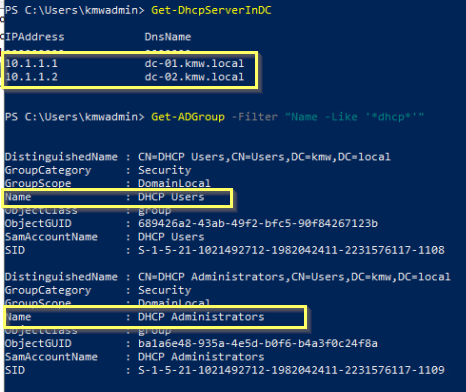 PS C:\Users\kmwadmin> Get-DhcpServerInDC
IPAddress DnsName
--------- -------
10.1.1.1 dc-01.kmw.local
10.1.1.2 dc-02.kmw.local
PS C:\Users\kmwadmin> Get-ADGroup -Filter "Name -Like '*dhcp*'"
DistinguishedName : CN=DHCP Users,CN=Users,DC=kmw,DC=local
GroupCategory : Security
GroupScope : DomainLocal
Name : DHCP Users
ObjectClass : group
ObjectGUID : 689426a2-43ab-49f2-bfc5-90f84267123b
SamAccountName : DHCP Users
SID : S-1-5-21-1021492712-1982042411-2231576117-1108
DistinguishedName : CN=DHCP Administrators,CN=Users,DC=kmw,DC=local
GroupCategory : Security
GroupScope : DomainLocal
Name : DHCP Administrators
ObjectClass : group
ObjectGUID : ba1a6e48-935a-4e5d-b0f6-b4a3f0c24f8a
SamAccountName : DHCP Administrators
SID : S-1-5-21-1021492712-1982042411-2231576117-1109